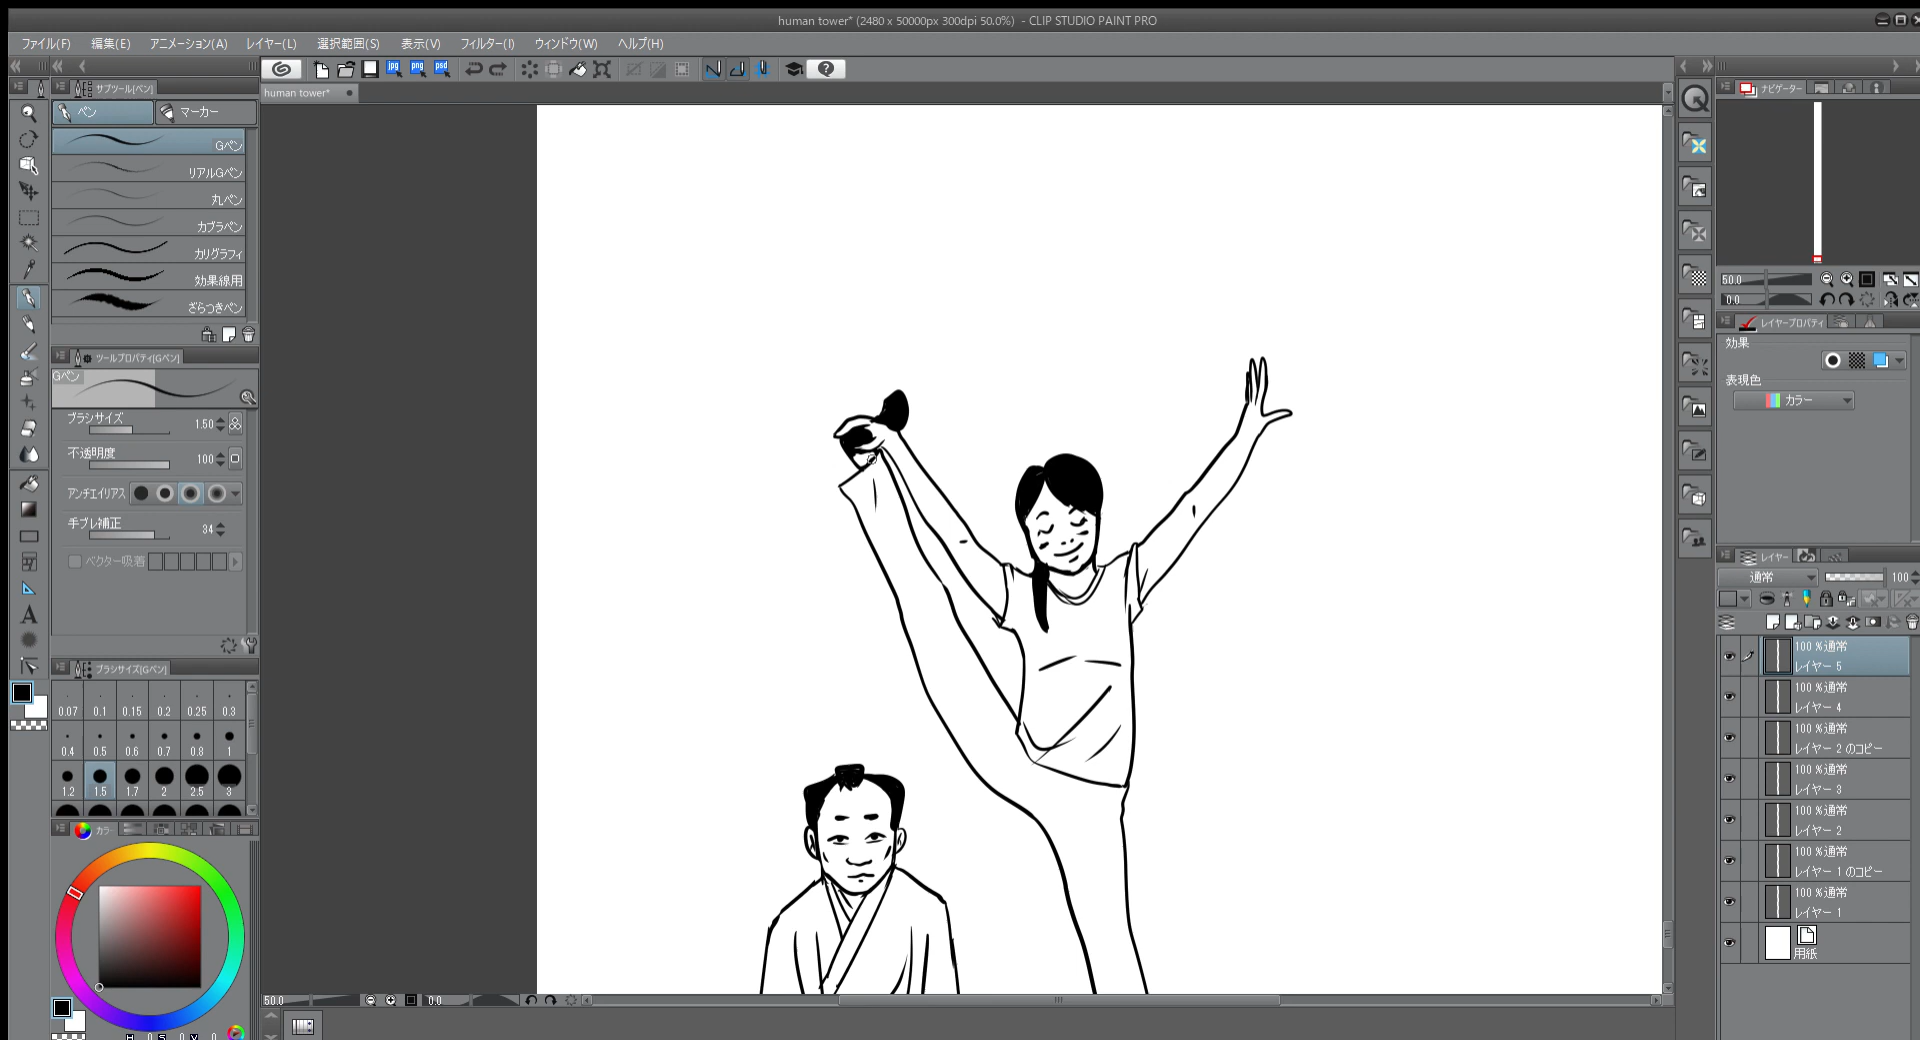 human tower* (2480 x 50000px 300dpi 50.0%) - CLIP STUDIO PAINT PRO
ファイル(F) 編集(E) アニメーション(A) レイヤー(L) 選択範囲(S) 表示(V) フィルター(I) ウィンドウ(W) ヘルプ(H)
jpg png psd
human tower*
サブツール[ペン]
ペン マーカー
Gペン
リアルGペン
丸ペン
カブラペン
カリグラフィ
効果線用
ざらつきペン
ツールプロパティ[Gペン]
Gペン
ブラシサイズ 1.50
不透明度 100
アンチエイリアス
手ブレ補正 34
ベクター吸着
ブラシサイズ[Gペン]
0.07 0.1 0.15 0.2 0.25 0.3
0.4 0.5 0.6 0.7 0.8 1
1.2 1.5 1.7 2 2.5 3
カラ
H 0 S 0 V 0
50.0 0.0
ナビゲーター
50.0
0.0
レイヤープロパティ
効果
表現色
カラー
レイヤー
通常 100
100 %通常
レイヤー 5
100 %通常
レイヤー 4
100 %通常
レイヤー 2 のコピー
100 %通常
レイヤー 3
100 %通常
レイヤー 2
100 %通常
レイヤー 1 のコピー
100 %通常
レイヤー 1
用紙